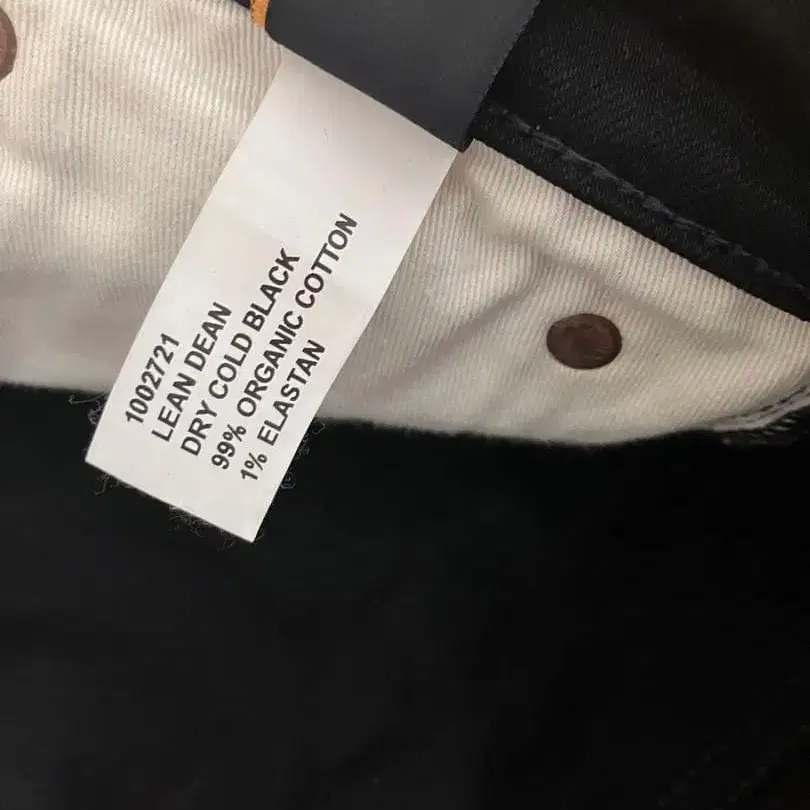 1002721
LEAN DEAN
DRY COLD BLACK
99% ORGANIC COTTON
1% ELASTAN